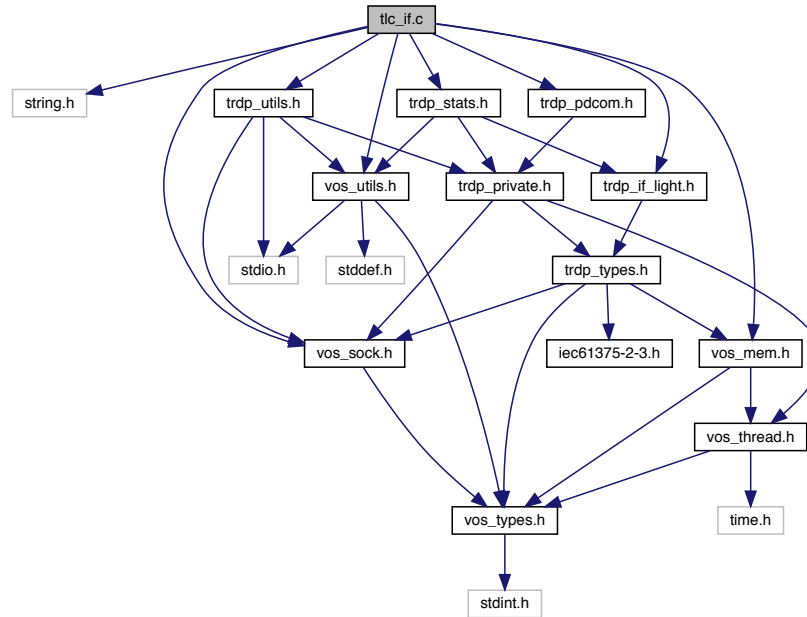 tlc_if.c
string.h
trdp_utils.h
trdp_stats.h
trdp_pdcom.h
vos_utils.h
trdp_private.h
trdp_if_light.h
stdio.h
stddef.h
trdp_types.h
vos_sock.h
iec61375-2-3.h
vos_mem.h
vos_thread.h
vos_types.h
time.h
stdint.h